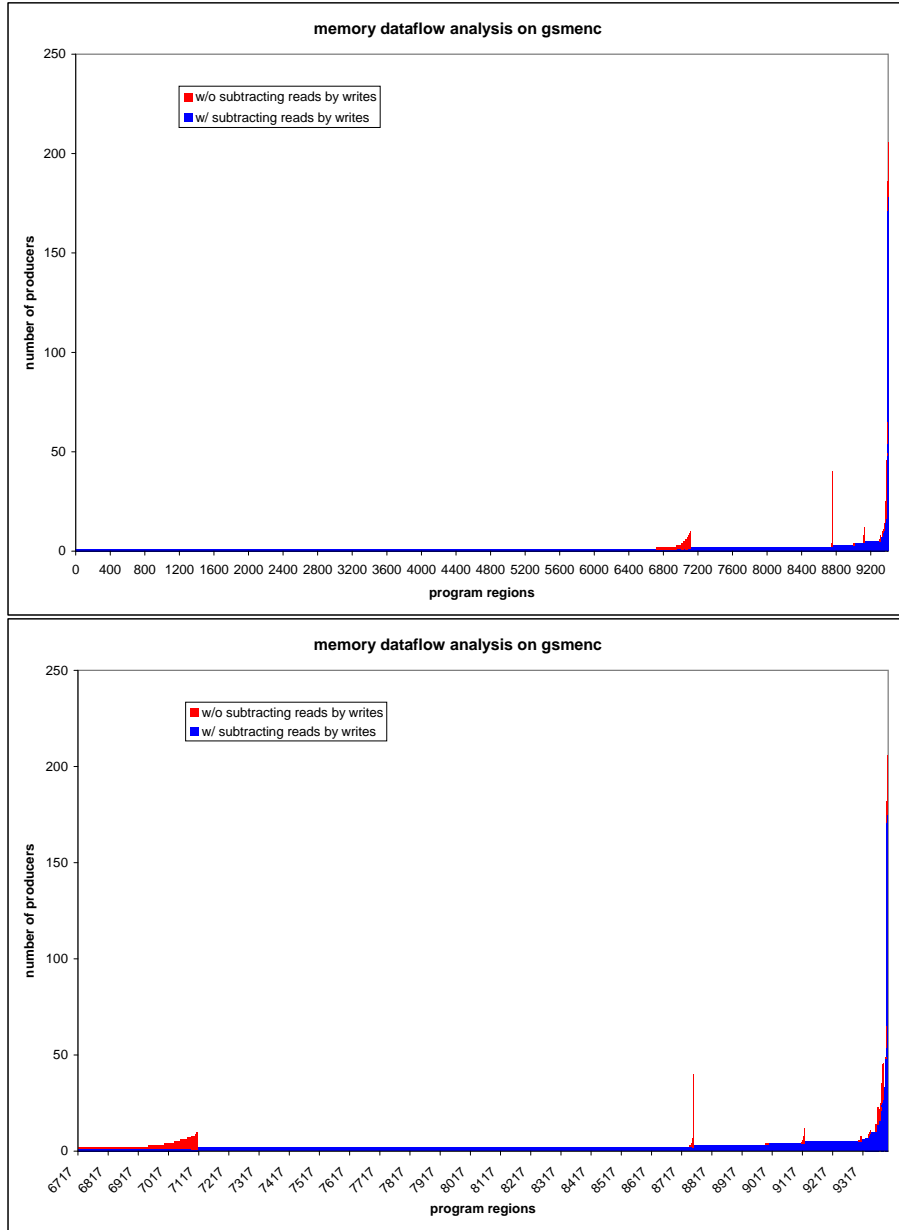 memory dataflow analysis on gsmenc
250
w/o subtracting reads by writes
w/ subtracting reads by writes
200
150
100
50
0
number of producers
0 400 800 1200 1600 2000 2400 2800 3200 3600 4000 4400 4800 5200 5600 6000 6400 6800 7200 7600 8000 8400 8800 9200
program regions
memory dataflow analysis on gsmenc
250
w/o subtracting reads by writes
w/ subtracting reads by writes
200
150
100
50
0
number of producers
6717 6817 6917 7017 7117 7217 7317 7417 7517 7617 7717 7817 7917 8017 8117 8217 8317 8417 8517 8617 8717 8817 8917 9017 9117 9217 9317
program regions